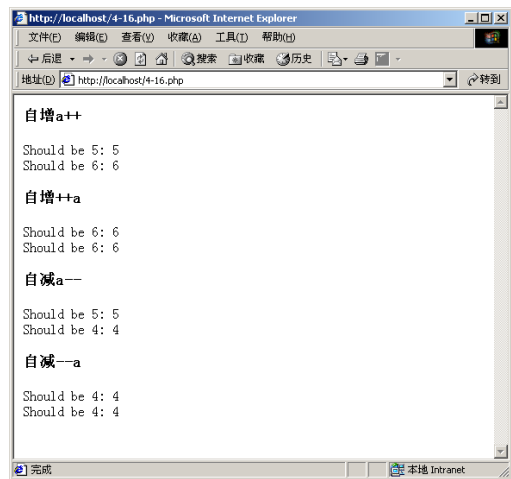 http://localhost/4-16.php - Microsoft Internet Explorer
文件(F) 编辑(E) 查看(V) 收藏(A) 工具(T) 帮助(H)
后退 搜索 收藏 历史
地址(D) http://localhost/4-16.php 转到
自增a++
Should be 5: 5
Should be 6: 6
自增++a
Should be 6: 6
Should be 6: 6
自减a--
Should be 5: 5
Should be 4: 4
自减--a
Should be 4: 4
Should be 4: 4
完成 本地 Intranet